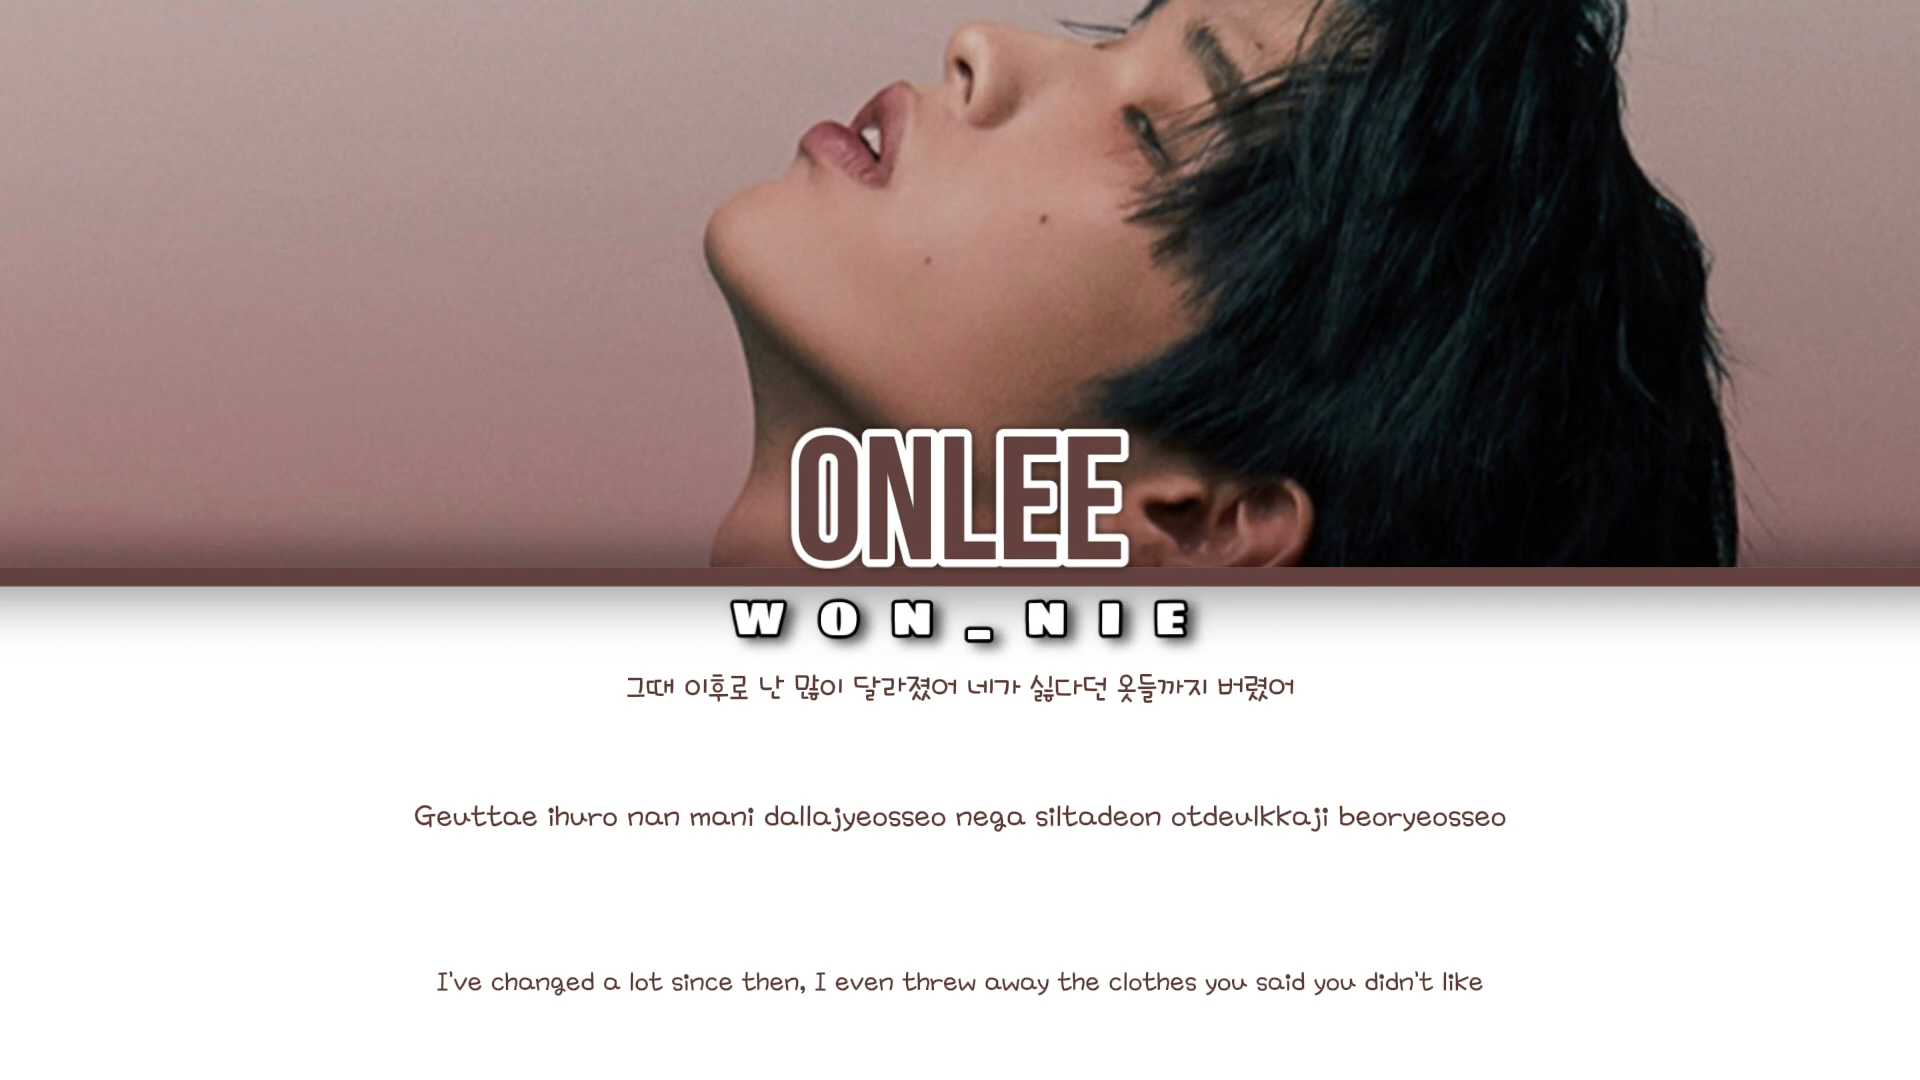 ONLEE
WON_NIE
그때 이후로 난 많이 달라졌어 네가 싫다던 옷들까지 버렸어
Geuttae ihuro nan mani dallajyeosseo nega siltadeon otdeulkkaji beoryeosseo
I've changed a lot since then, I even threw away the clothes you said you didn't like